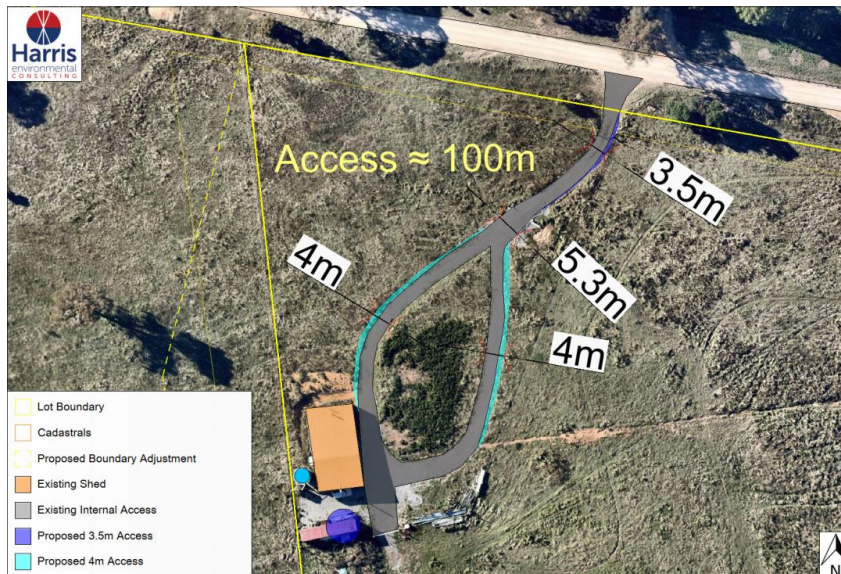 Harris
environmental
CONSULTING
Access ≈ 100m
3.5m
5.3m
4m
4m
Lot Boundary
Cadastrals
Proposed Boundary Adjustment
Existing Shed
Existing Internal Access
Proposed 3.5m Access
Proposed 4m Access
N